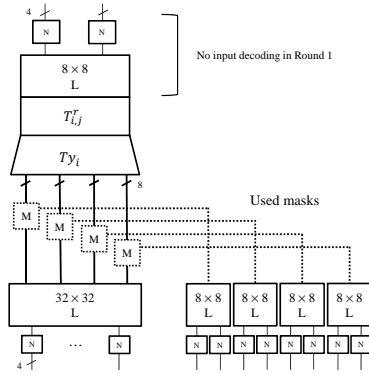 4
N N
No input decoding in Round 1
8 × 8
L
T^r_{i,j}
Ty_i
8
M
M
M
M
Used masks
32 × 32
L
8 × 8 8 × 8 8 × 8 8 × 8
L L L L
N ... N N N N N N N N N
4